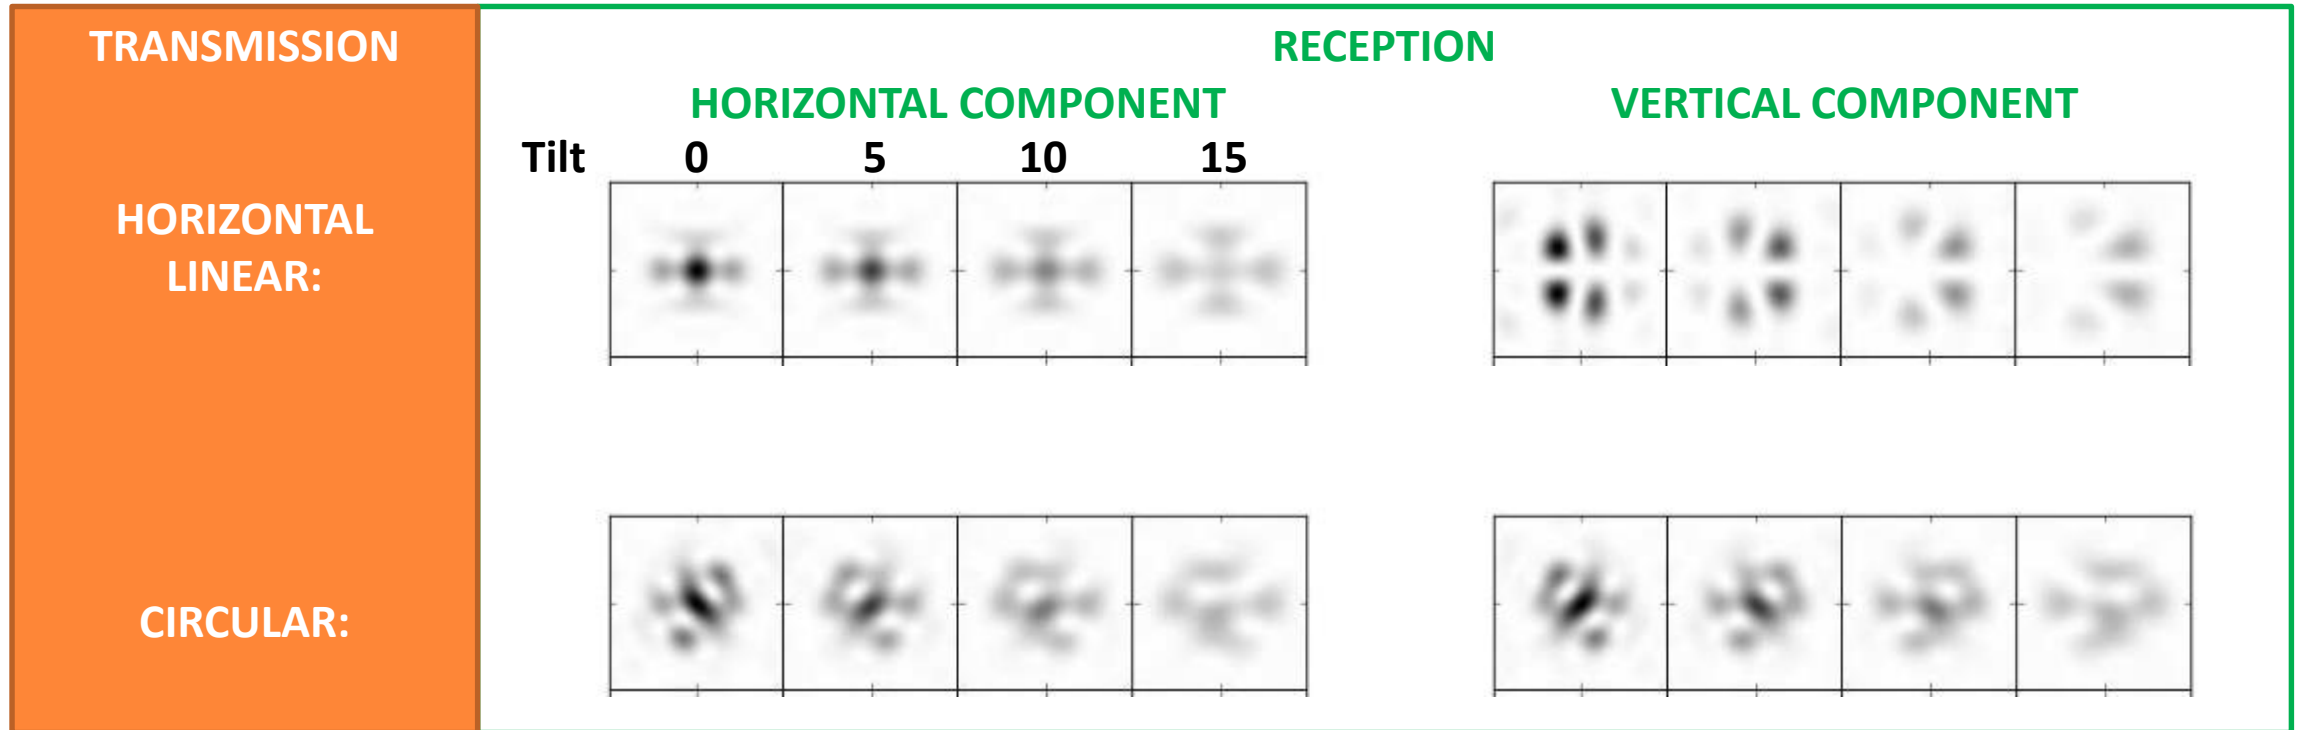 TRANSMISSION
RECEPTION
HORIZONTAL COMPONENT
VERTICAL COMPONENT
Tilt 0 5 10 15
HORIZONTAL
LINEAR:
CIRCULAR: